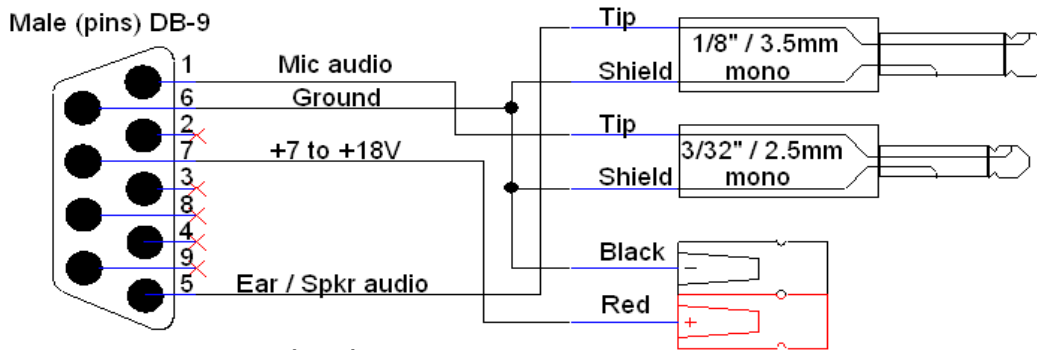 Male (pins) DB-9
1
Mic audio
6
Ground
2
7
+7 to +18V
3
8
4
9
5
Ear / Spkr audio
Tip
1/8" / 3.5mm
mono
Shield
Tip
3/32" / 2.5mm
mono
Shield
Black
−
Red
+